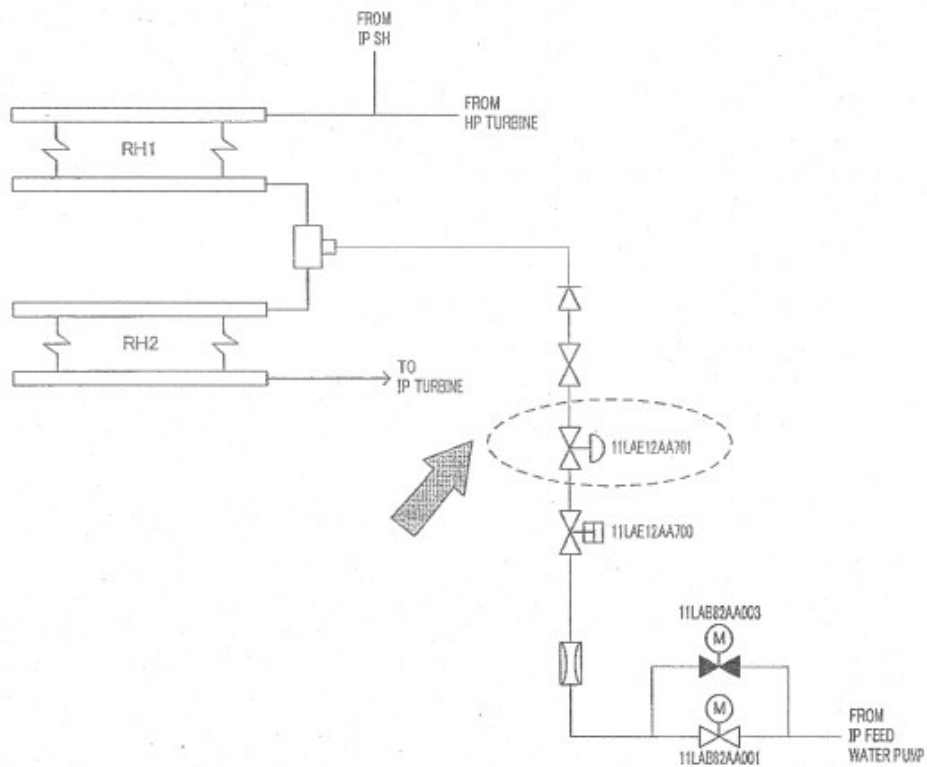 FROM
IP SH
FROM
HP TURBINE
RH1
RH2
TO
IP TURBINE
11LAE12AA701
11LAE12AA700
11LAB82AA003
M
M
11LAB82AA001
FROM
IP FEED
WATER PUMP